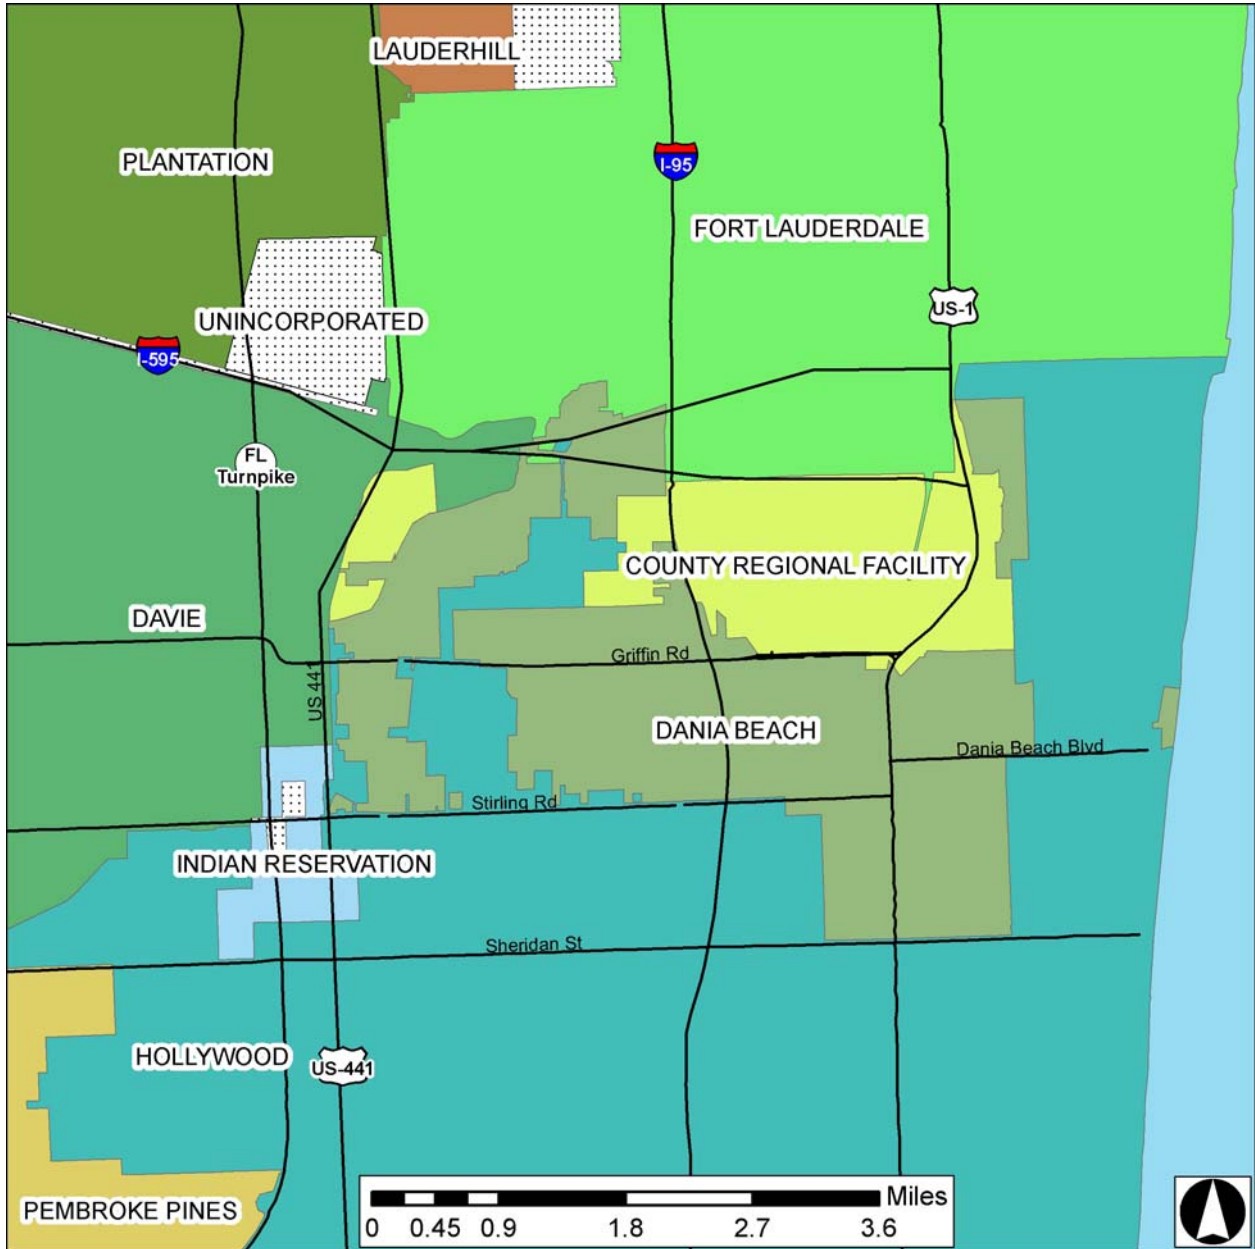 LAUDERHILL
PLANTATION
I-95
FORT LAUDERDALE
US-1
UNINCORPORATED
I-595
FL
Turnpike
COUNTY REGIONAL FACILITY
DAVIE
Griffin Rd
US 441
DANIA BEACH
Dania Beach Blvd
Stirling Rd
INDIAN RESERVATION
Sheridan St
HOLLYWOOD
US-441
PEMBROKE PINES
Miles
0 0.45 0.9 1.8 2.7 3.6